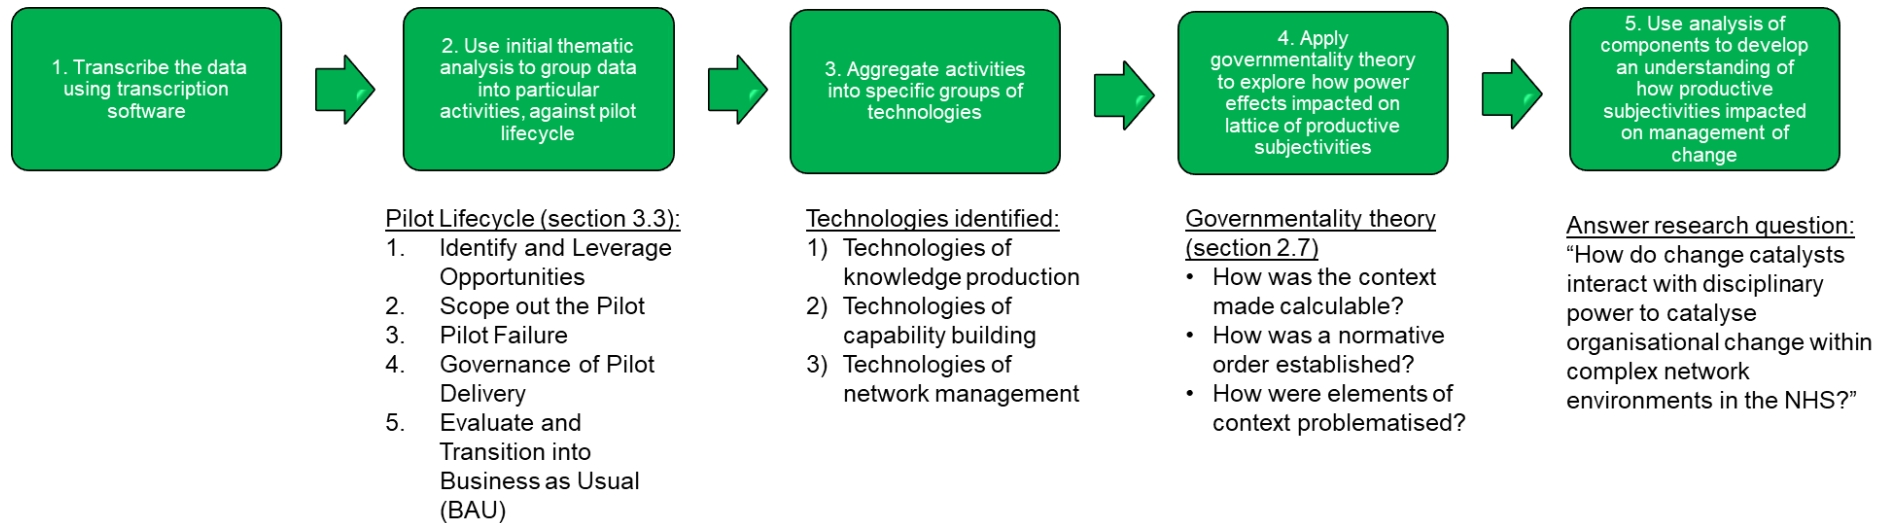 1. Transcribe the data
using transcription
software
2. Use initial thematic
analysis to group data
into particular
activities, against pilot
lifecycle
3. Aggregate activities
into specific groups of
technologies
4. Apply
governmentality theory
to explore how power
effects impacted on
lattice of productive
subjectivities
5. Use analysis of
components to develop
an understanding of
how productive
subjectivities impacted
on management of
change
Pilot Lifecycle (section 3.3):
1. Identify and Leverage
Opportunities
2. Scope out the Pilot
3. Pilot Failure
4. Governance of Pilot
Delivery
5. Evaluate and
Transition into
Business as Usual
(BAU)
Technologies identified:
1) Technologies of
knowledge production
2) Technologies of
capability building
3) Technologies of
network management
Governmentality theory
(section 2.7)
• How was the context
made calculable?
• How was a normative
order established?
• How were elements of
context problematised?
Answer research question:
“How do change catalysts
interact with disciplinary
power to catalyse
organisational change within
complex network
environments in the NHS?”